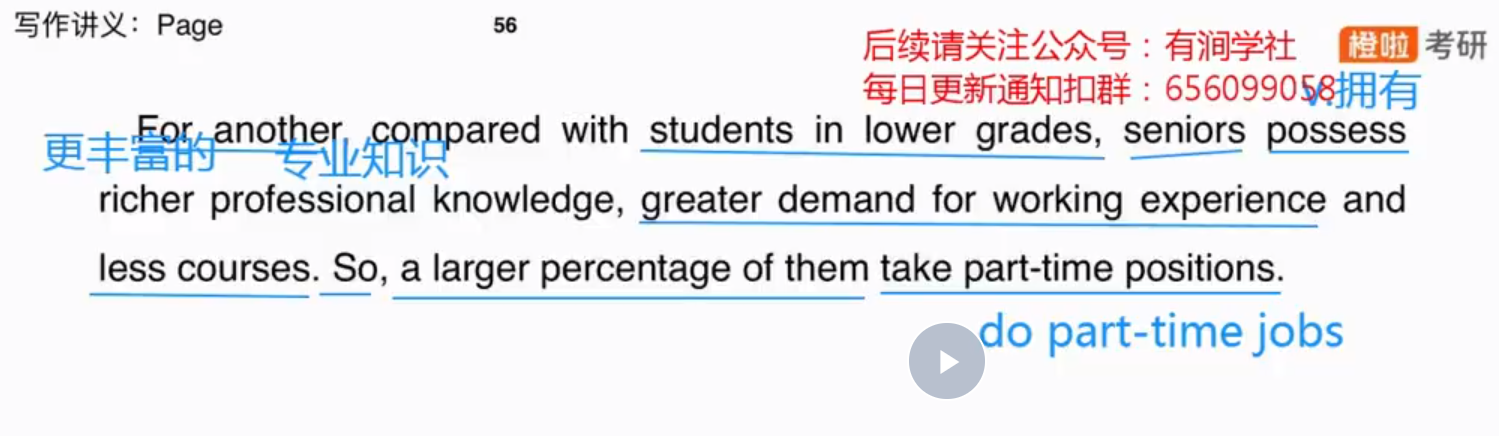 写作讲义：Page 56
后续请关注公众号：有涧学社
橙啦 考研
每日更新通知扣群：656099058
v.拥有
For another, compared with students in lower grades, seniors possess
更丰富的 专业知识
richer professional knowledge, greater demand for working experience and
less courses. So, a larger percentage of them take part-time positions.
do part-time jobs